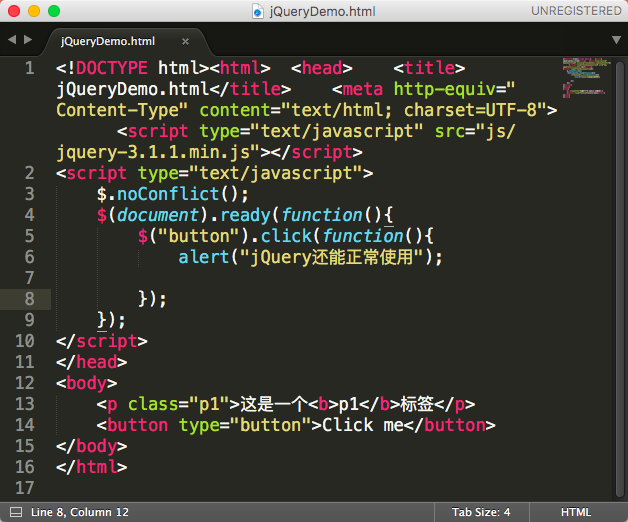 jQueryDemo.html
UNREGISTERED
jQueryDemo.html ×
1 <!DOCTYPE html><html>  <head>    <title>
jQueryDemo.html</title>    <meta http-equiv="
Content-Type" content="text/html; charset=UTF-8">
      <script type="text/javascript" src="js/
jquery-3.1.1.min.js"></script>
2 <script type="text/javascript">
3     $.noConflict();
4     $(document).ready(function(){
5         $("button").click(function(){
6             alert("jQuery还能正常使用");
7
8         });
9     });
10 </script>
11 </head>
12 <body>
13     <p class="p1">这是一个<b>p1</b>标签</p>
14     <button type="button">Click me</button>
15 </body>
16 </html>
17
Line 8, Column 12
Tab Size: 4
HTML